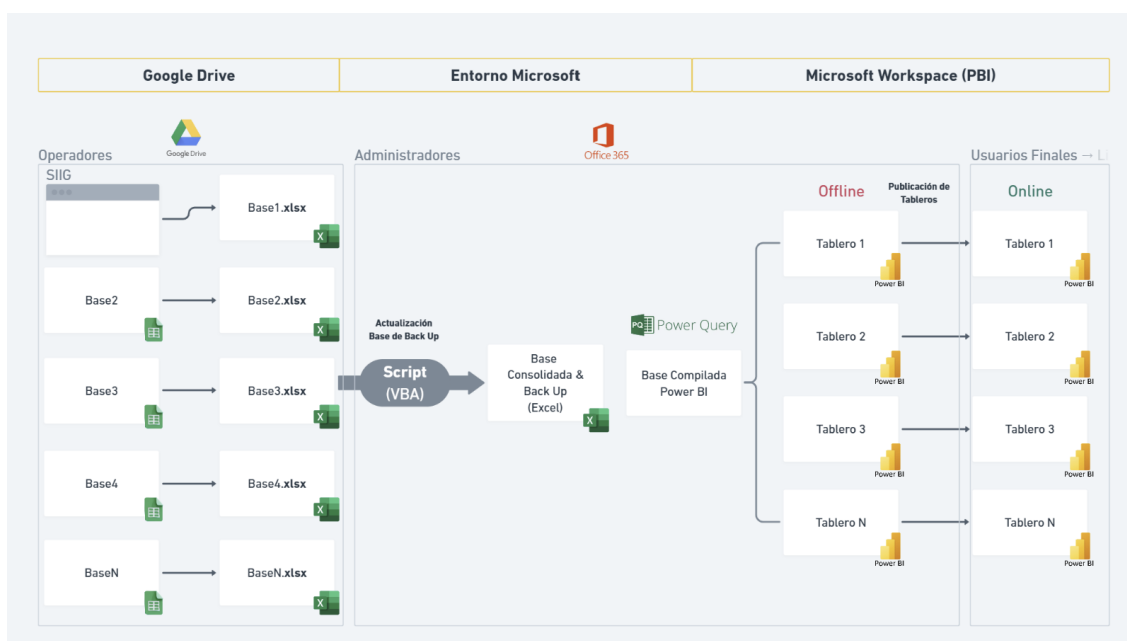 Google Drive
Entorno Microsoft
Microsoft Workspace (PBI)
Google Drive
Office 365
Operadores
Administradores
Usuarios Finales → L
SIIG
Base1.xlsx
X
Base2
Base2.xlsx
X
Base3
Base3.xlsx
X
Base4
Base4.xlsx
X
BaseN
BaseN.xlsx
X
Actualización
Base de Back Up
Script
(VBA)
Base
Consolidada &
Back Up
(Excel)
X
PQ Power Query
Base Compilada
Power BI
Offline
Publicación de
Tableros
Online
Tablero 1
Power BI
Tablero 1
Power BI
Tablero 2
Power BI
Tablero 2
Power BI
Tablero 3
Power BI
Tablero 3
Power BI
Tablero N
Power BI
Tablero N
Power BI